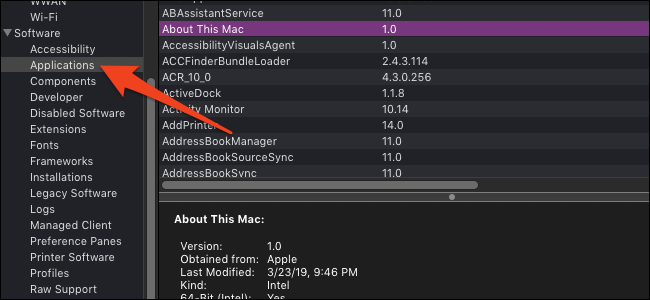 WWAN
Wi-Fi
Software
Accessibility
Applications
Components
Developer
Disabled Software
Extensions
Fonts
Frameworks
Installations
Legacy Software
Logs
Managed Client
Preference Panes
Printer Software
Profiles
Raw Support
ABAssistantService 11.0
About This Mac 1.0
AccessibilityVisualsAgent 1.0
ACCFinderBundleLoader 2.4.3.114
ACR_10_0 4.3.0.256
ActiveDock 1.1.8
Activity Monitor 10.14
AddPrinter 14.0
AddressBookManager 11.0
AddressBookSourceSync 11.0
AddressBookSync 11.0
About This Mac:
Version: 1.0
Obtained from: Apple
Last Modified: 3/23/19, 9:46 PM
Kind: Intel
64-Bit (Intel): Yes